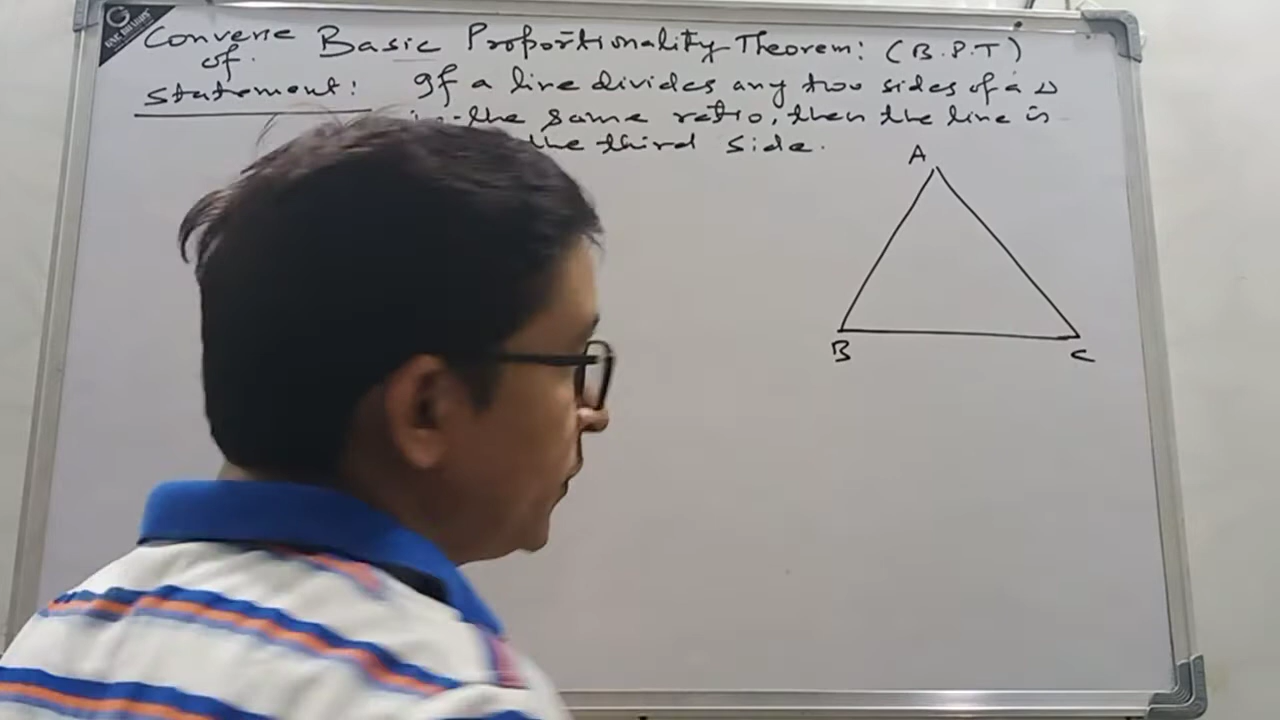 Converse Basic Proportionality Theorem: (B.P.T)
of.
Statement: If a line divides any two sides of a Δ
in the same ratio, then the line is
the third side.
A
B
C